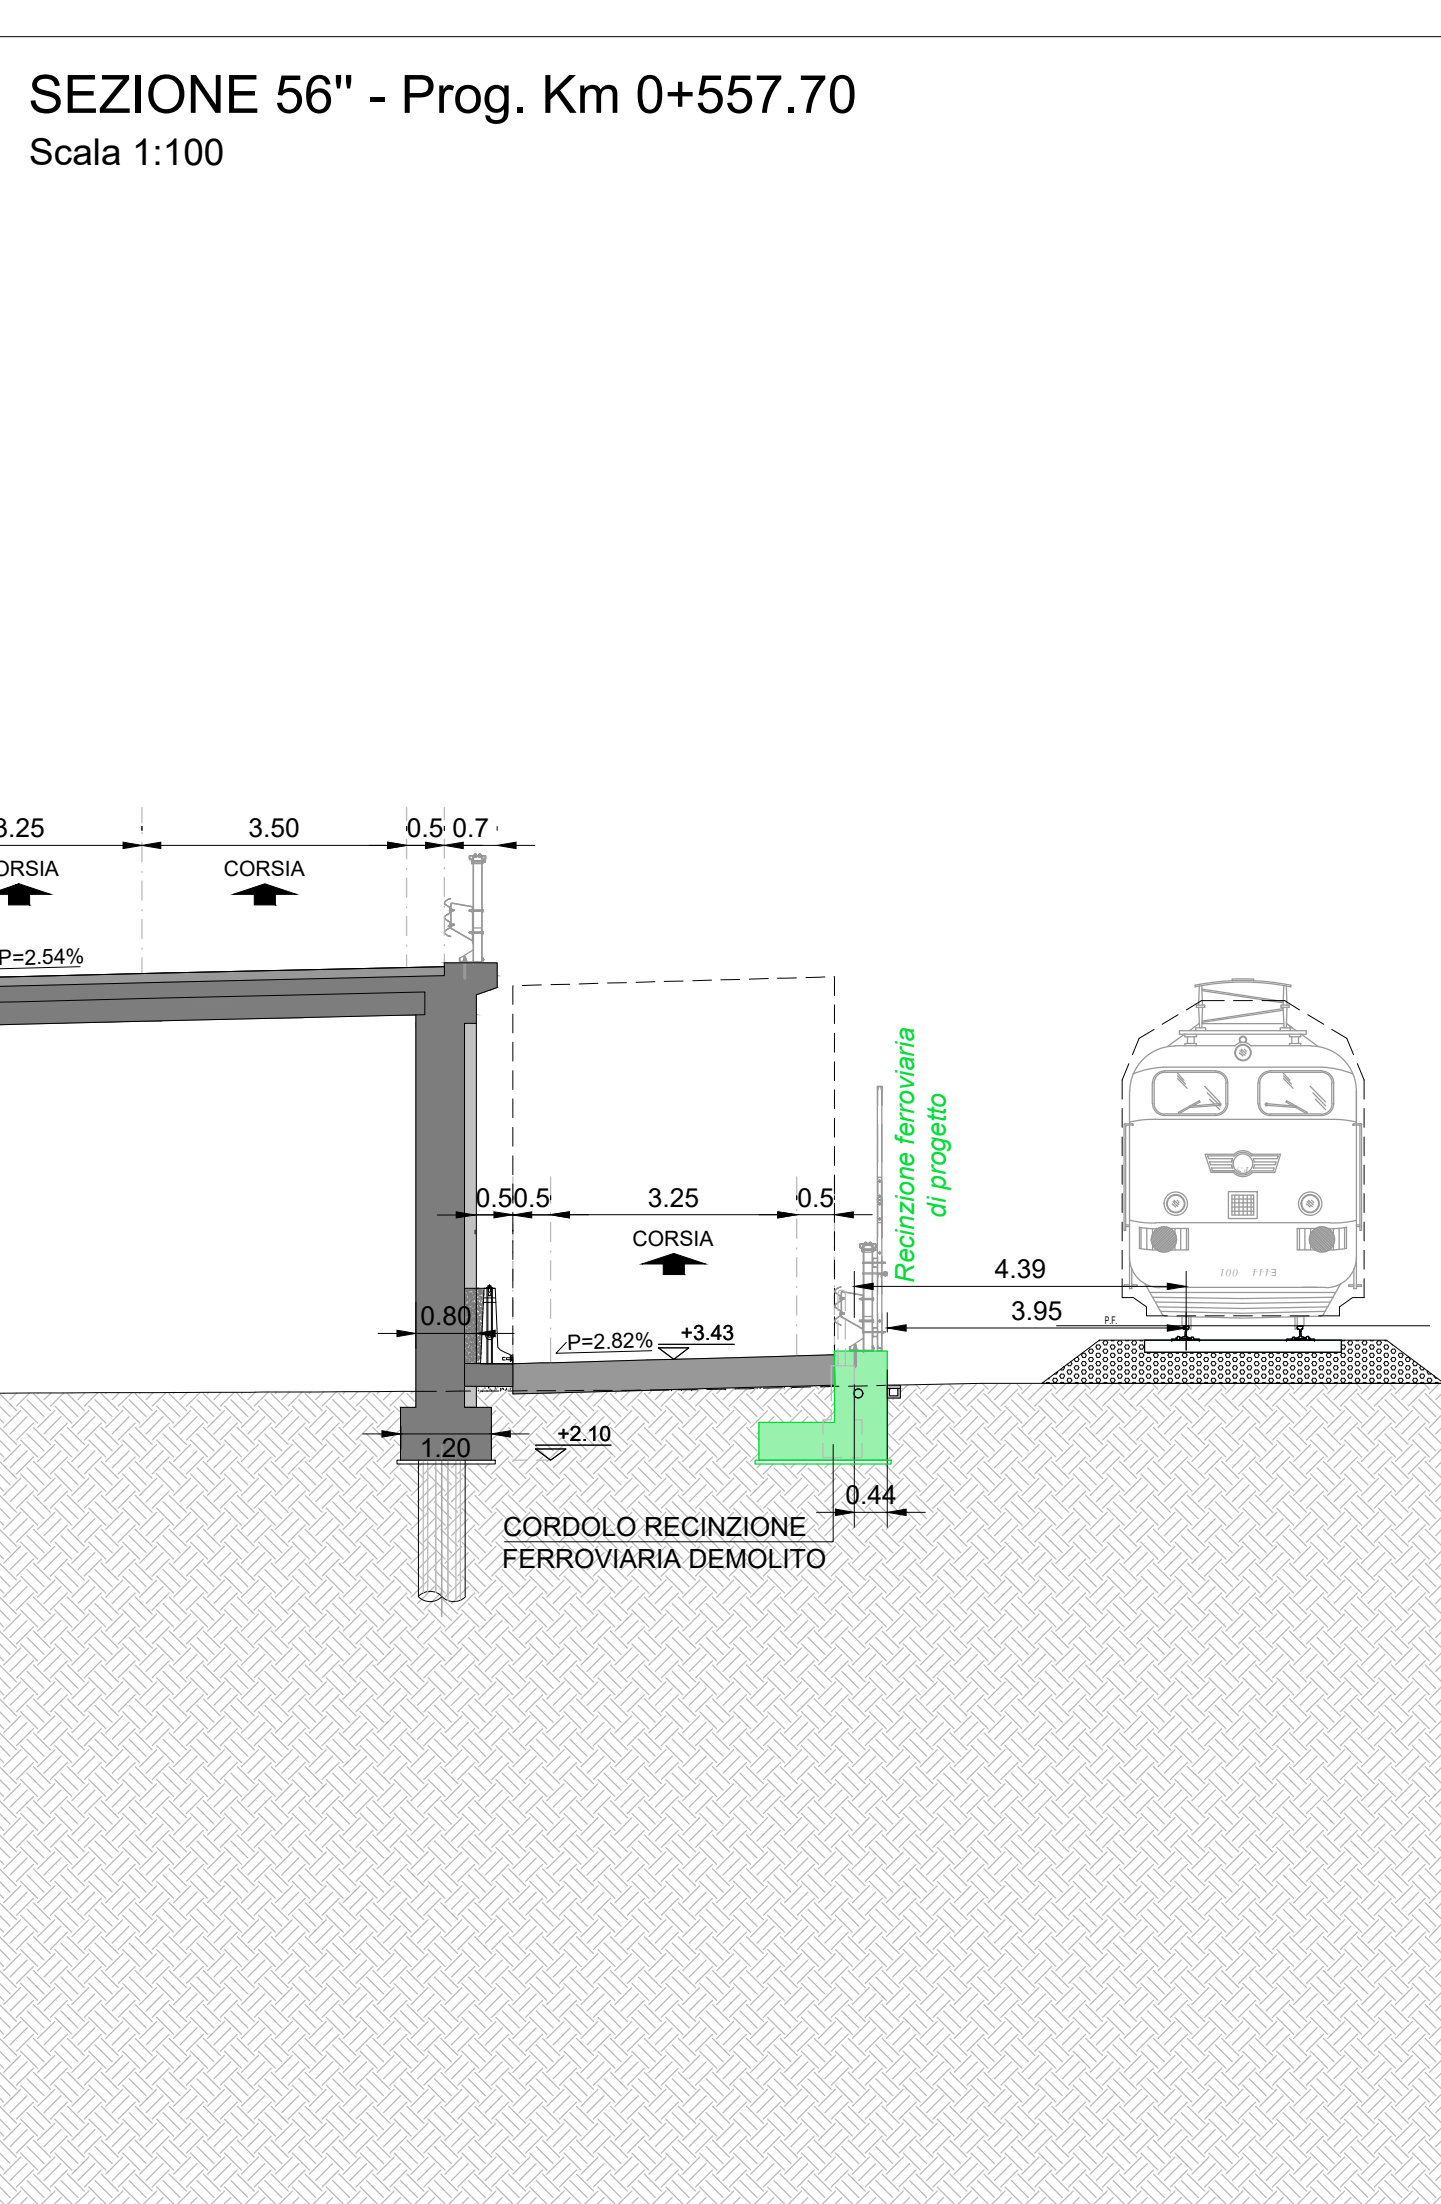 SEZIONE 56" - Prog. Km 0+557.70
Scala 1:100
3.25
3.50
0.5
0.7
CORSIA
CORSIA
P=2.54%
Recinzione ferroviaria
di progetto
0.5
0.5
3.25
0.5
CORSIA
E444 001
4.39
3.95
P.F.
0.80
P=2.82%
+3.43
+2.10
1.20
0.44
CORDOLO RECINZIONE
FERROVIARIA DEMOLITO